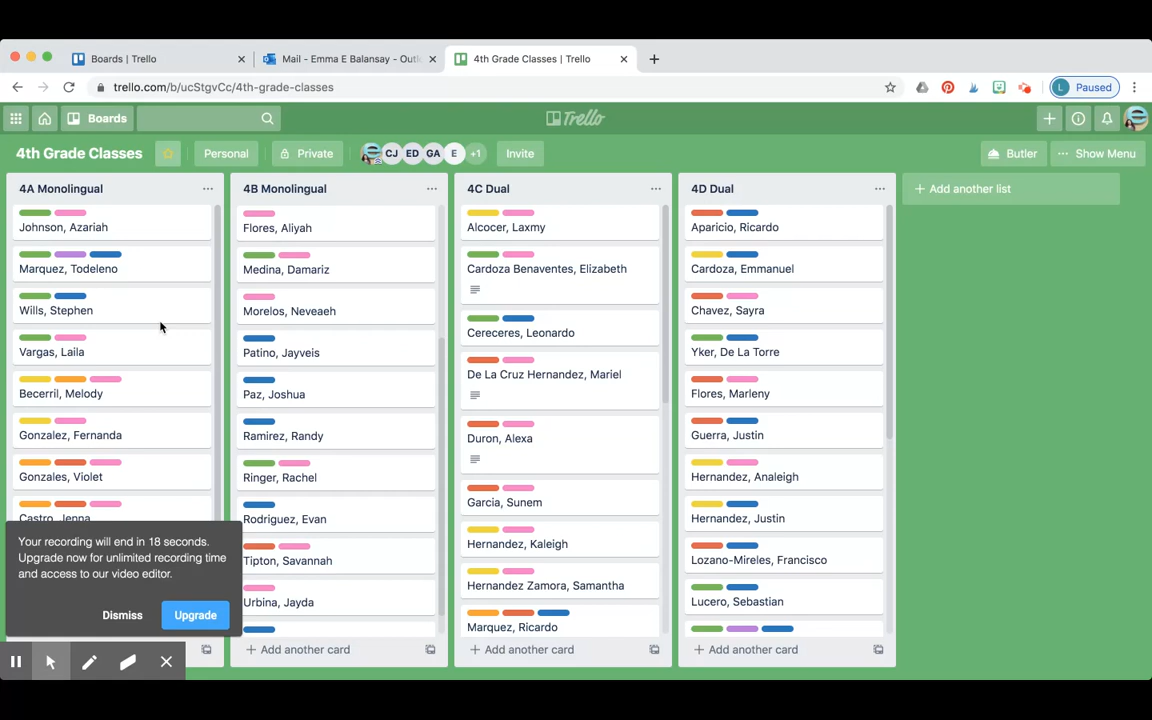 Boards | Trello
Mail - Emma E Balansay - Outl
4th Grade Classes | Trello
trello.com/b/ucStgvCc/4th-grade-classes
L
Paused
Boards
Trello
4th Grade Classes
Personal
Private
CJ
ED
GA
E
+1
Invite
Butler
Show Menu
4A Monolingual
Johnson, Azariah
Marquez, Todeleno
Wills, Stephen
Vargas, Laila
Becerril, Melody
Gonzalez, Fernanda
Gonzales, Violet
Castro, Jenna
4B Monolingual
Flores, Aliyah
Medina, Damariz
Morelos, Neveaeh
Patino, Jayveis
Paz, Joshua
Ramirez, Randy
Ringer, Rachel
Rodriguez, Evan
Tipton, Savannah
Urbina, Jayda
+ Add another card
4C Dual
Alcocer, Laxmy
Cardoza Benaventes, Elizabeth
Cereceres, Leonardo
De La Cruz Hernandez, Mariel
Duron, Alexa
Garcia, Sunem
Hernandez, Kaleigh
Hernandez Zamora, Samantha
Marquez, Ricardo
+ Add another card
4D Dual
Aparicio, Ricardo
Cardoza, Emmanuel
Chavez, Sayra
Yker, De La Torre
Flores, Marleny
Guerra, Justin
Hernandez, Analeigh
Hernandez, Justin
Lozano-Mireles, Francisco
Lucero, Sebastian
+ Add another card
+ Add another list
Your recording will end in 18 seconds.
Upgrade now for unlimited recording time
and access to our video editor.
Dismiss
Upgrade